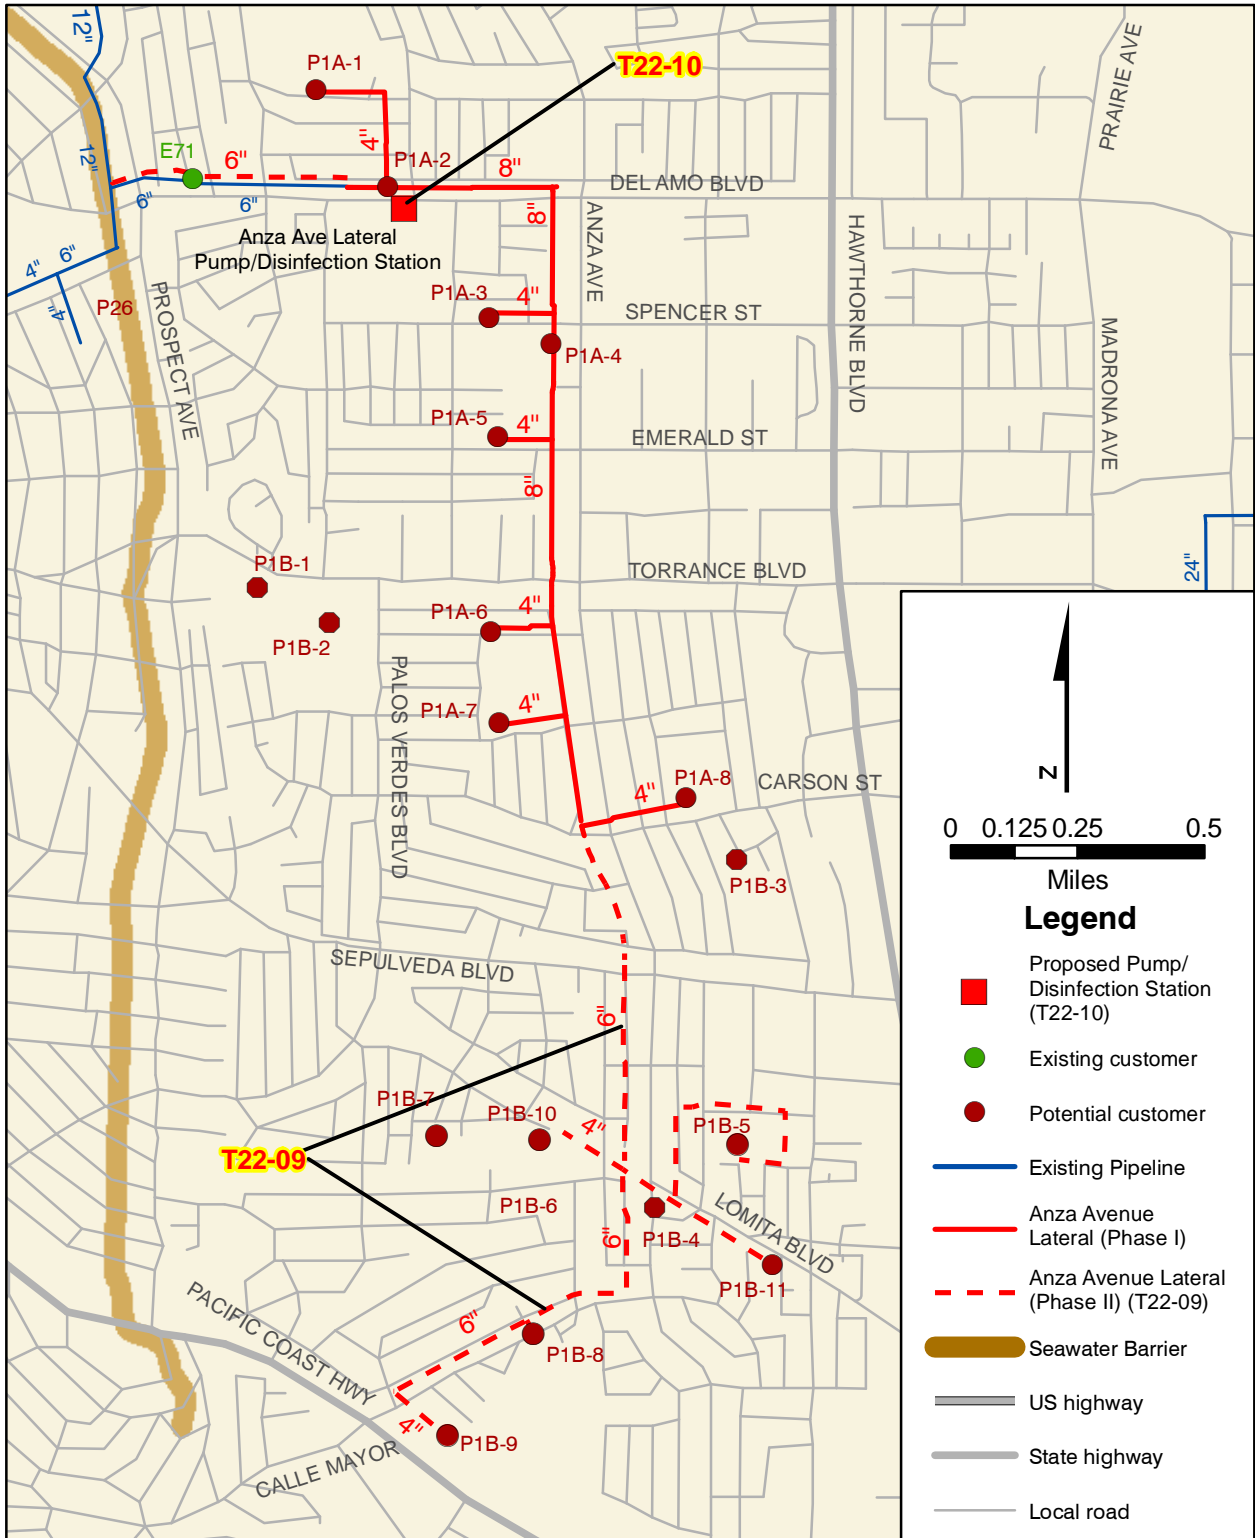 12"
P1A-1
T22-10
PRAIRIE AVE
4"
12"
E71
6"
P1A-2
8"
DEL AMO BLVD
6"
6"
8"
ANZA AVE
HAWTHORNE BLVD
Anza Ave Lateral
Pump/Disinfection Station
4"
6"
4"
P26
PROSPECT AVE
P1A-3
4"
SPENCER ST
P1A-4
MADRONA AVE
P1A-5
4"
EMERALD ST
8"
P1B-1
TORRANCE BLVD
24"
P1B-2
P1A-6
4"
PALOS VERDES BLVD
P1A-7
4"
P1A-8
4"
CARSON ST
P1B-3
SEPULVEDA BLVD
6"
P1B-7
P1B-10
4"
P1B-5
T22-09
P1B-6
6"
P1B-4
LOMITA BLVD
P1B-11
PACIFIC COAST HWY
6"
P1B-8
4"
P1B-9
CALLE MAYOR
N
0 0.125 0.25 0.5
Miles
Legend
Proposed Pump/
Disinfection Station
(T22-10)
Existing customer
Potential customer
Existing Pipeline
Anza Avenue
Lateral (Phase I)
Anza Avenue Lateral
(Phase II) (T22-09)
Seawater Barrier
US highway
State highway
Local road